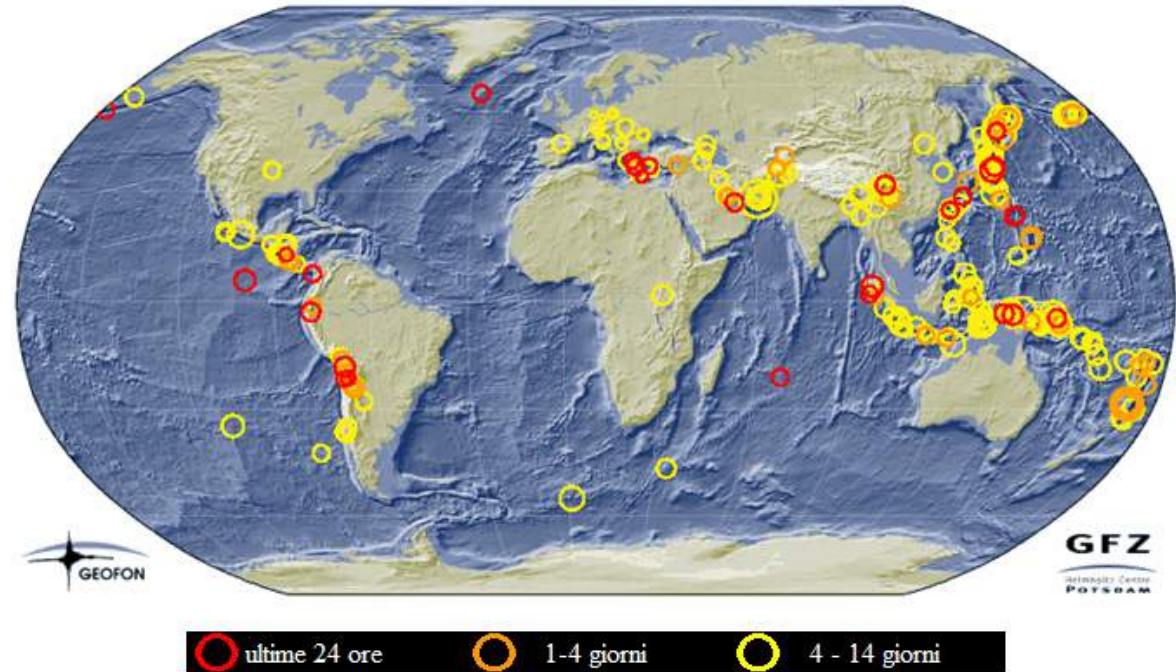 GEOFON
GFZ
Helmholtz Centre
POTSDAM
ultime 24 ore
1-4 giorni
4 - 14 giorni